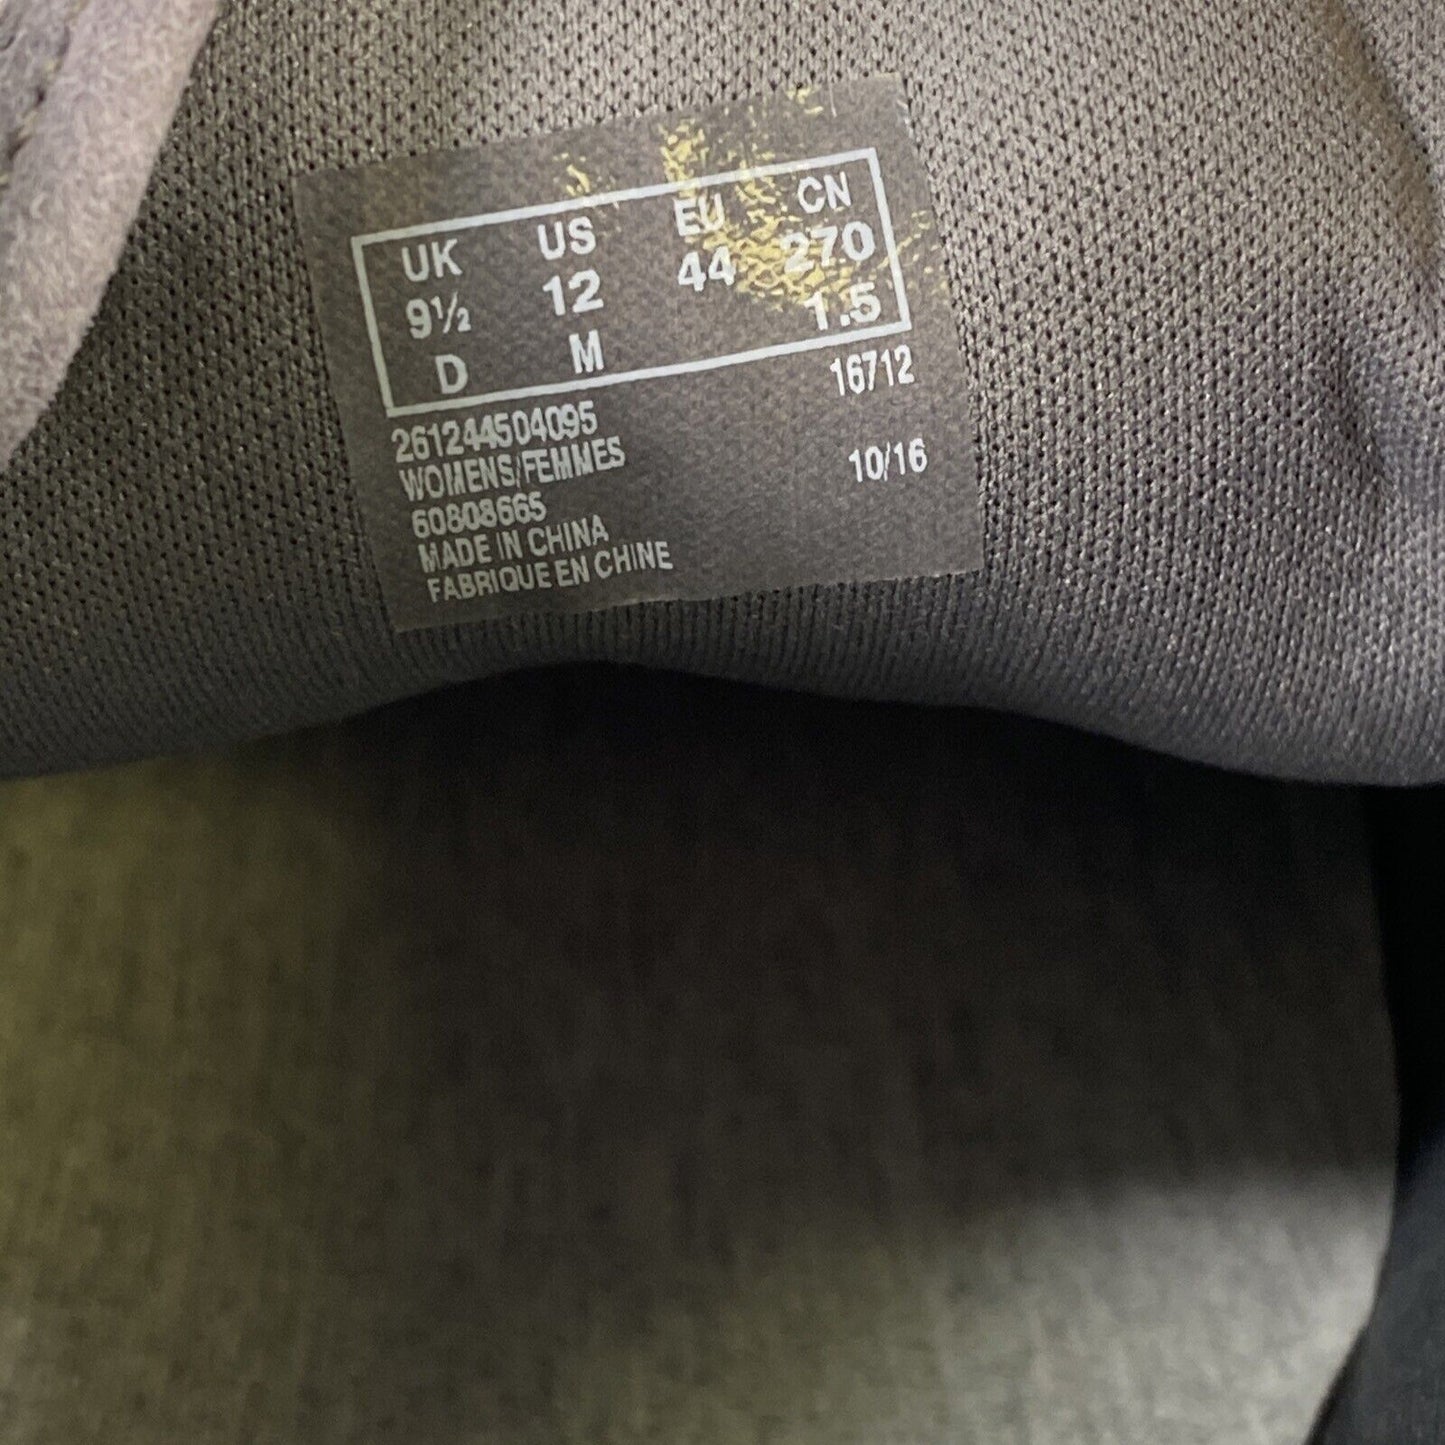 UK US EU CN
9½ 12 44 270
D M 1.5
261244504095 16712
WOMENS/FEMMES
60808665 10/16
MADE IN CHINA
FABRIQUE EN CHINE